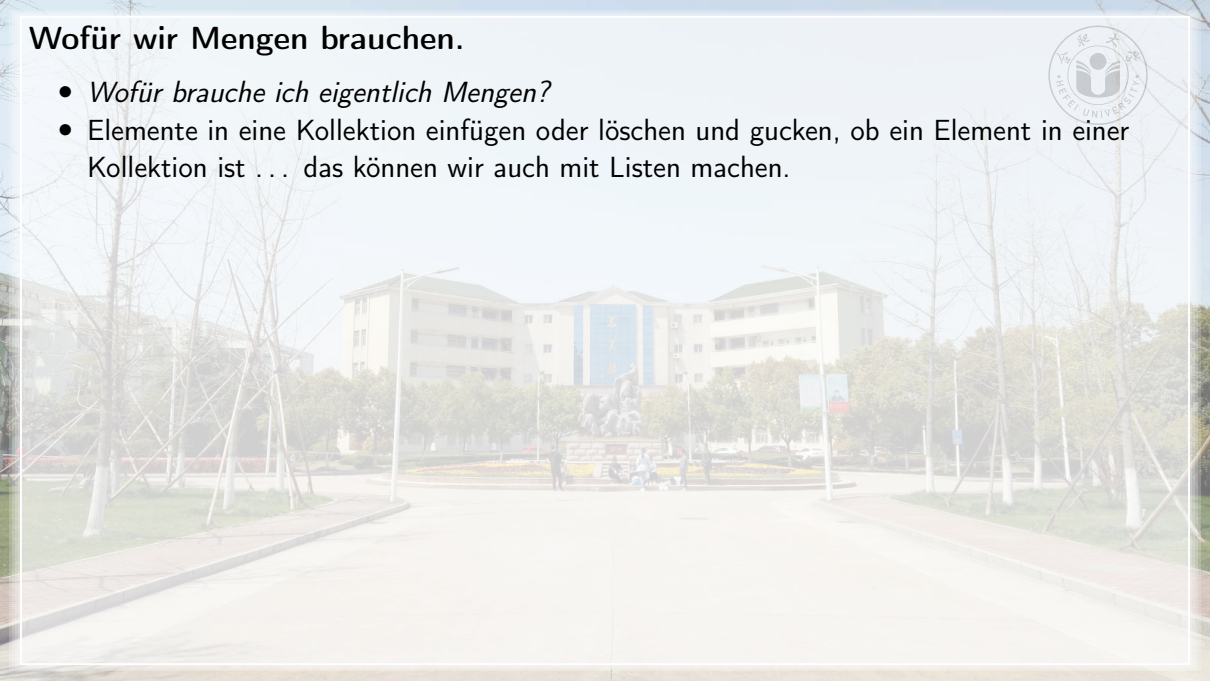 Wofür wir Mengen brauchen.
• Wofür brauche ich eigentlich Mengen?
• Elemente in eine Kollektion einfügen oder löschen und gucken, ob ein Element in einer
Kollektion ist ... das können wir auch mit Listen machen.
HEFEI UNIVERSITY